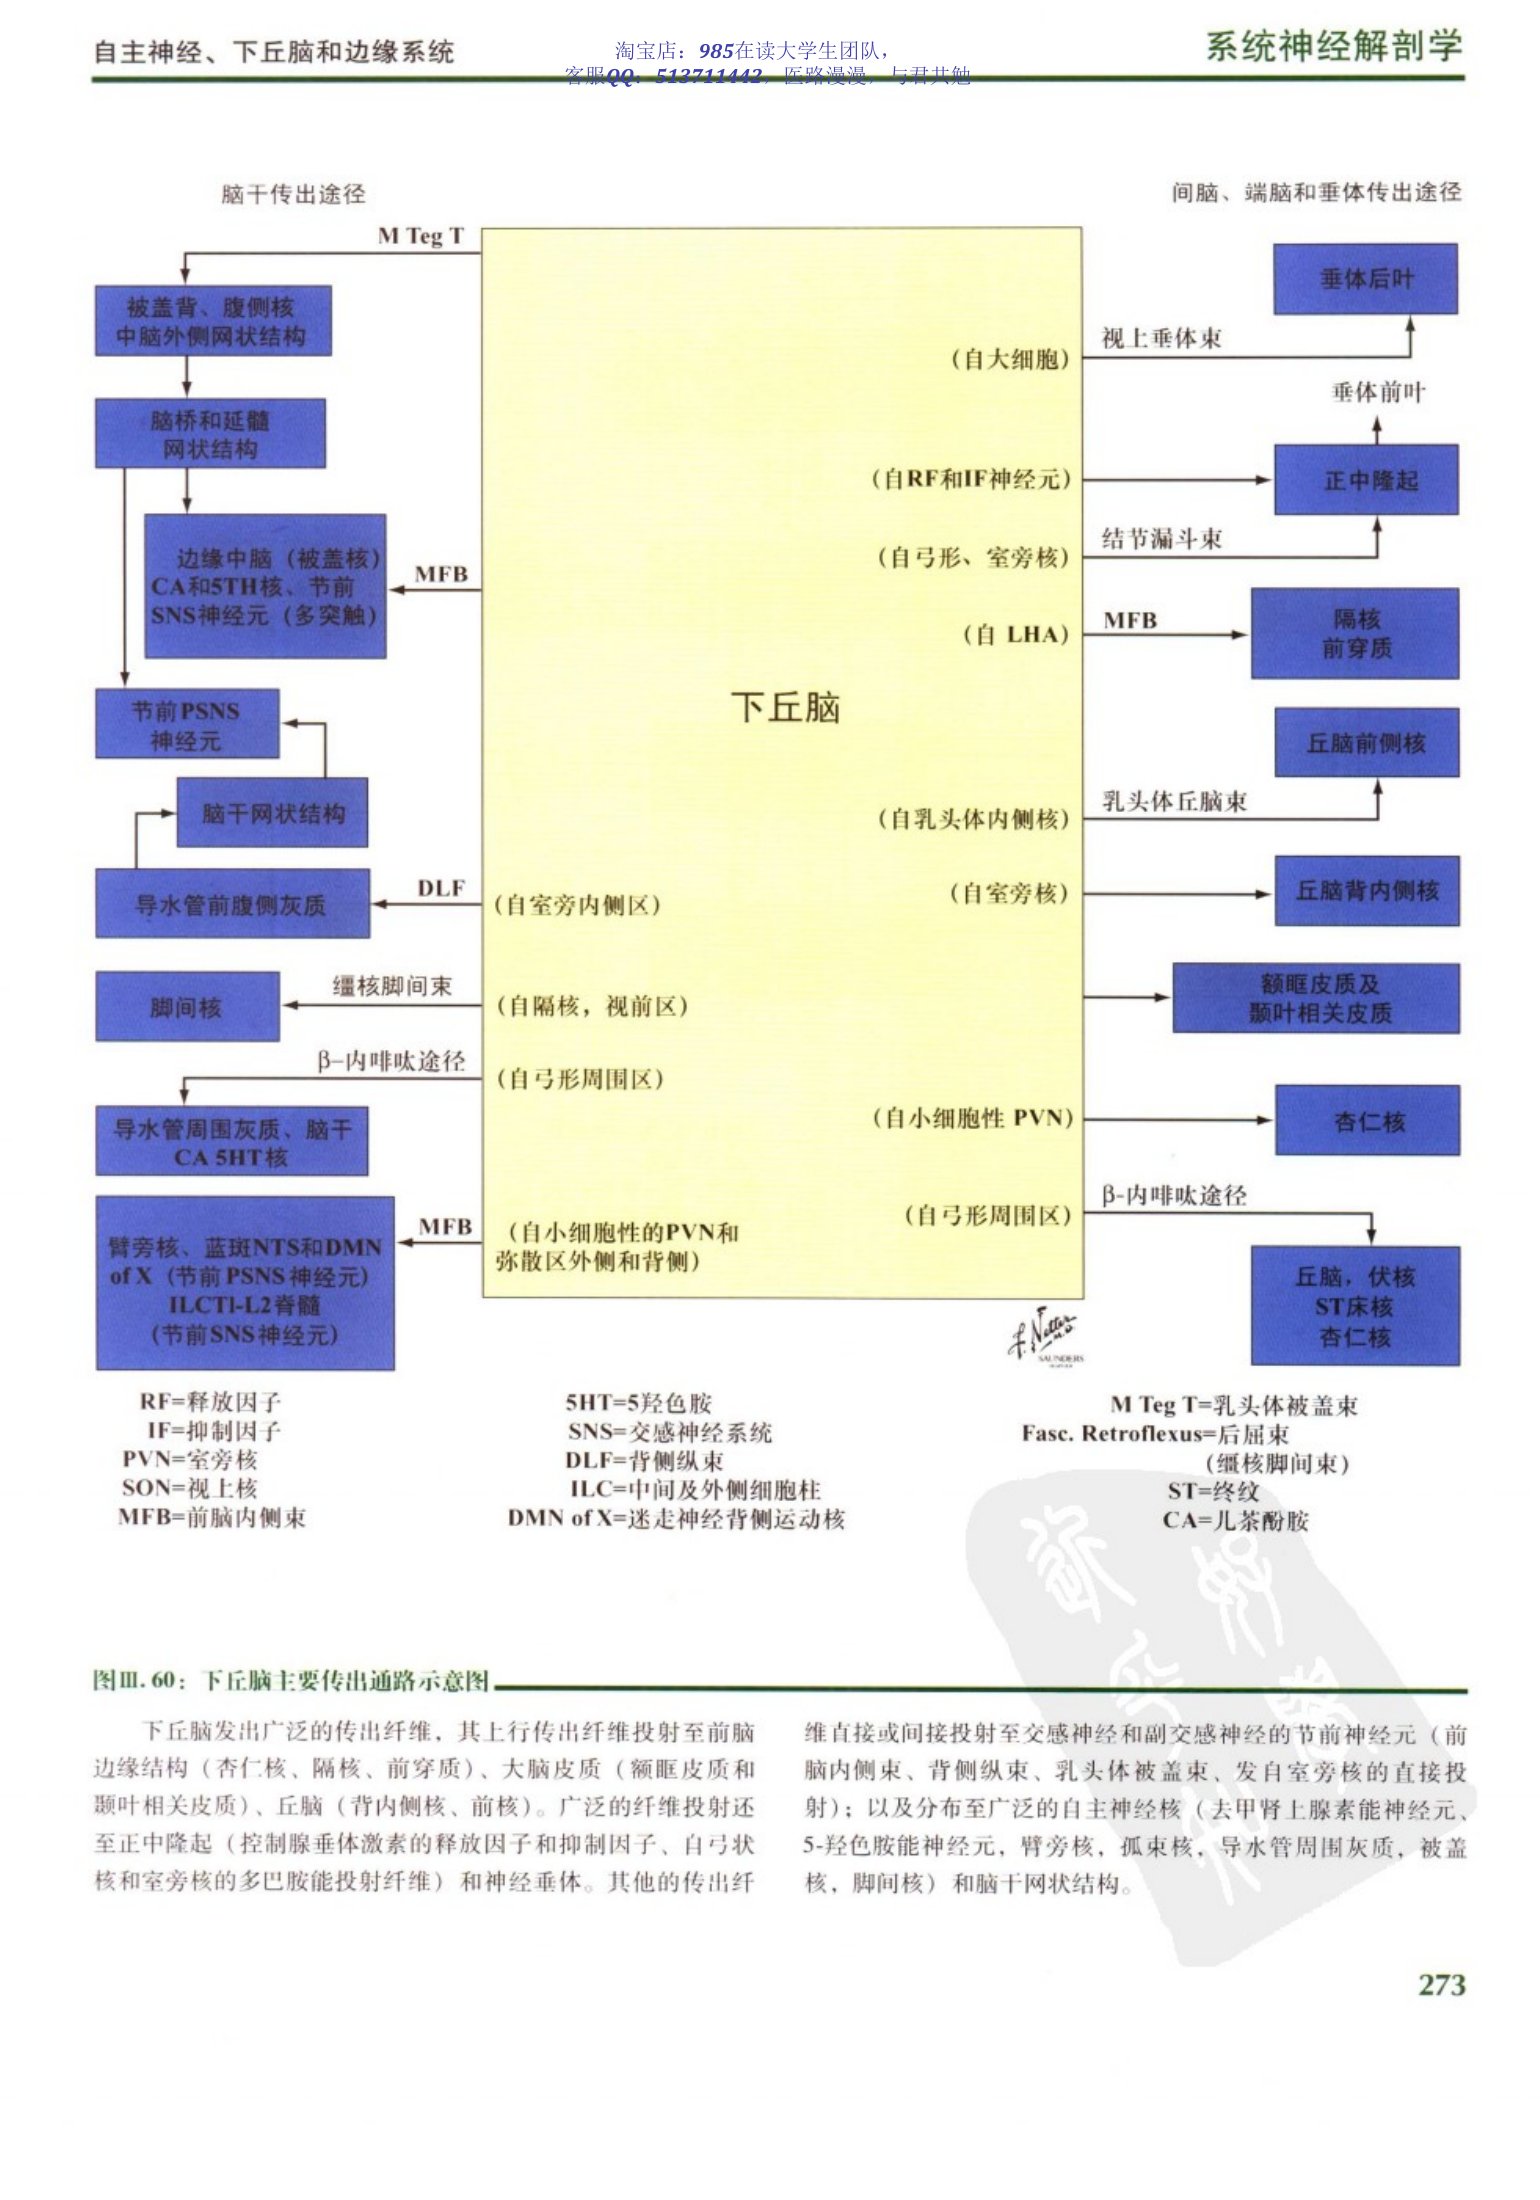 自主神经、下丘脑和边缘系统
淘宝店：985在读大学生团队，
客服QQ：513711442，医路漫漫，与君共勉
系统神经解剖学
脑干传出途径
间脑、端脑和垂体传出途径
M Teg T
被盖背、腹侧核
中脑外侧网状结构
脑桥和延髓
网状结构
边缘中脑（被盖核）
CA和5TH核、节前
SNS神经元（多突触）
MFB
节前PSNS
神经元
脑干网状结构
导水管前腹侧灰质
DLF
（自室旁内侧区）
脚间核
缰核脚间束
（自隔核，视前区）
β-内啡呔途径
（自弓形周围区）
导水管周围灰质、脑干
CA 5HT核
臂旁核、蓝斑NTS和DMN
of X（节前PSNS神经元）
ILCTl-L2脊髓
（节前SNS神经元）
MFB
（自小细胞性的PVN和
弥散区外侧和背侧）
下丘脑
垂体后叶
视上垂体束
（自大细胞）
垂体前叶
（自RF和IF神经元）
正中隆起
结节漏斗束
（自弓形、室旁核）
（自 LHA）
MFB
隔核
前穿质
丘脑前侧核
乳头体丘脑束
（自乳头体内侧核）
（自室旁核）
丘脑背内侧核
额眶皮质及
颞叶相关皮质
（自小细胞性 PVN）
杏仁核
β-内啡呔途径
（自弓形周围区）
丘脑，伏核
ST床核
杏仁核
F. Netter M.D.
SAUNDERS
RF=释放因子
IF=抑制因子
PVN=室旁核
SON=视上核
MFB=前脑内侧束
5HT=5羟色胺
SNS=交感神经系统
DLF=背侧纵束
ILC=中间及外侧细胞柱
DMN of X=迷走神经背侧运动核
M Teg T=乳头体被盖束
Fasc. Retroflexus=后屈束
（缰核脚间束）
ST=终纹
CA=儿茶酚胺
图Ⅲ.60：下丘脑主要传出通路示意图
下丘脑发出广泛的传出纤维，其上行传出纤维投射至前脑
边缘结构（杏仁核、隔核、前穿质）、大脑皮质（额眶皮质和
颞叶相关皮质）、丘脑（背内侧核、前核）。广泛的纤维投射还
至正中隆起（控制腺垂体激素的释放因子和抑制因子、自弓状
核和室旁核的多巴胺能投射纤维）和神经垂体。其他的传出纤
维直接或间接投射至交感神经和副交感神经的节前神经元（前
脑内侧束、背侧纵束、乳头体被盖束、发自室旁核的直接投
射）；以及分布至广泛的自主神经核（去甲肾上腺素能神经元、
5-羟色胺能神经元，臂旁核，孤束核，导水管周围灰质，被盖
核，脚间核）和脑干网状结构。
273